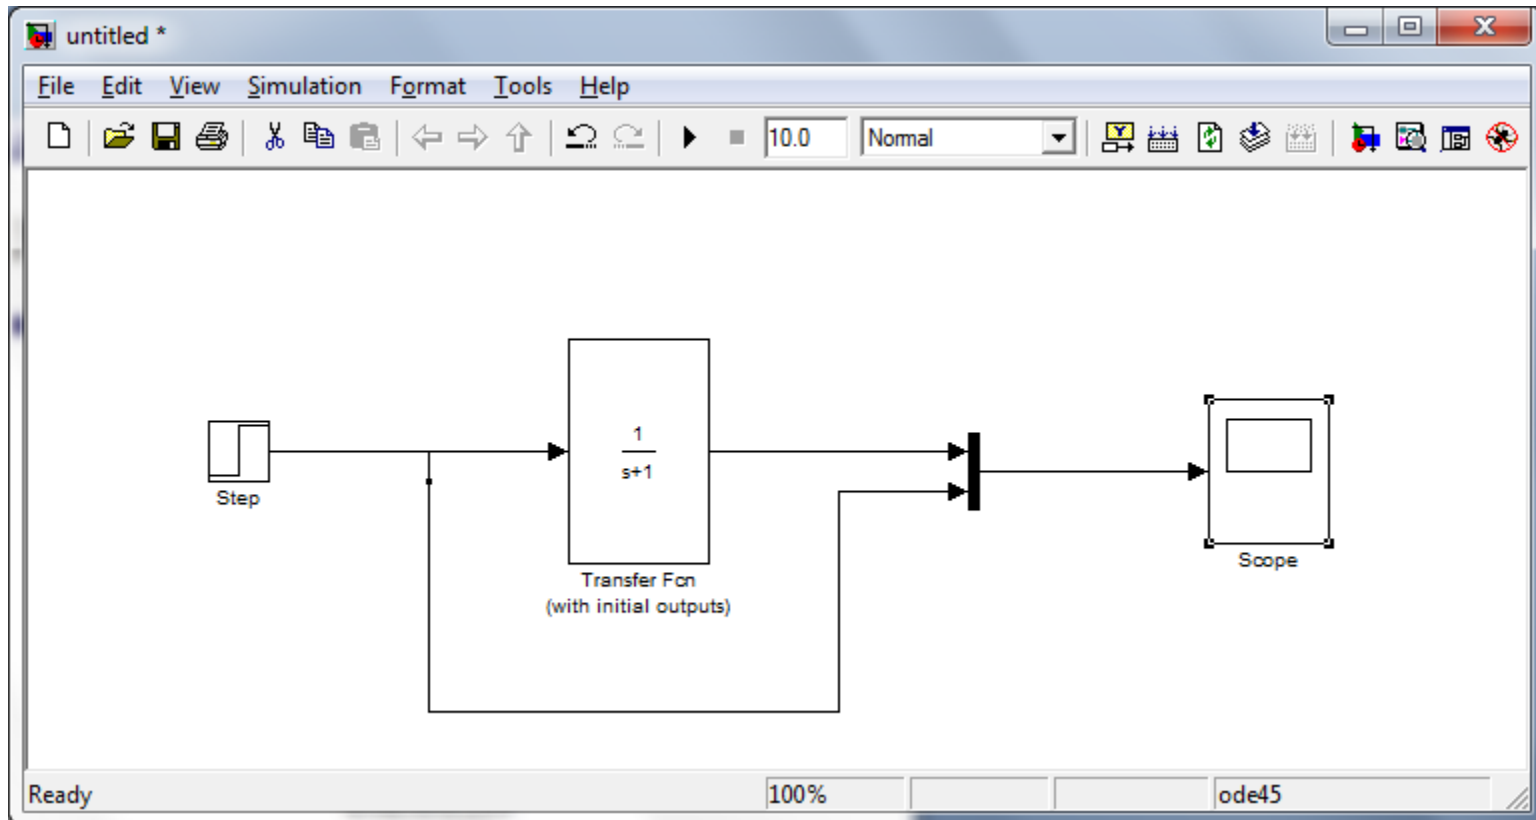 untitled *
File Edit View Simulation Format Tools Help
10.0 Normal
Step
1
s+1
Transfer Fcn
(with initial outputs)
Scope
Ready 100% ode45